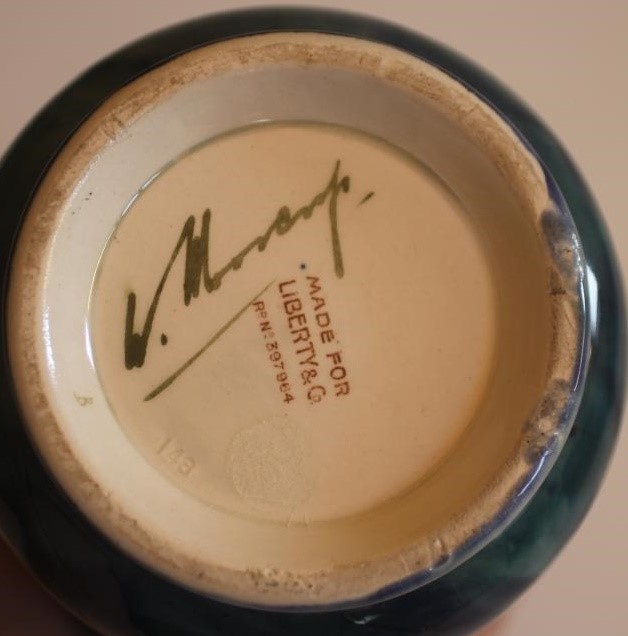 W. Moorcroft.
MADE FOR
LIBERTY & Co.
Rd No 397964.
143
B